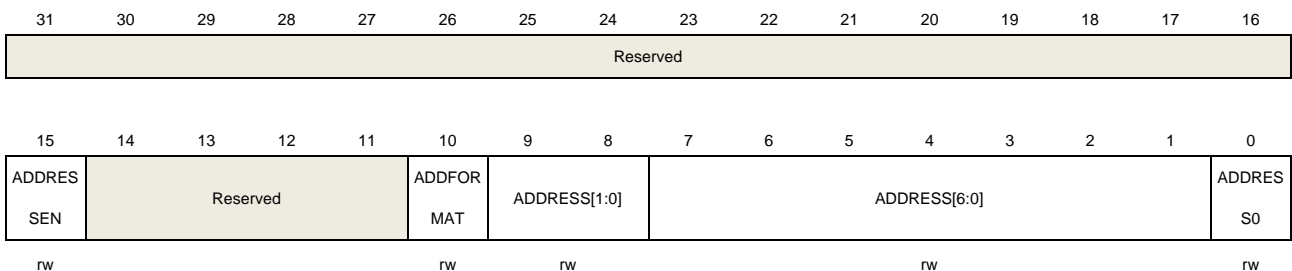 31 30 29 28 27 26 25 24 23 22 21 20 19 18 17 16
Reserved
15 14 13 12 11 10 9 8 7 6 5 4 3 2 1 0
ADDRES
SEN
Reserved
ADDFOR
MAT
ADDRESS[1:0]
ADDRESS[6:0]
ADDRES
S0
rw rw rw rw rw